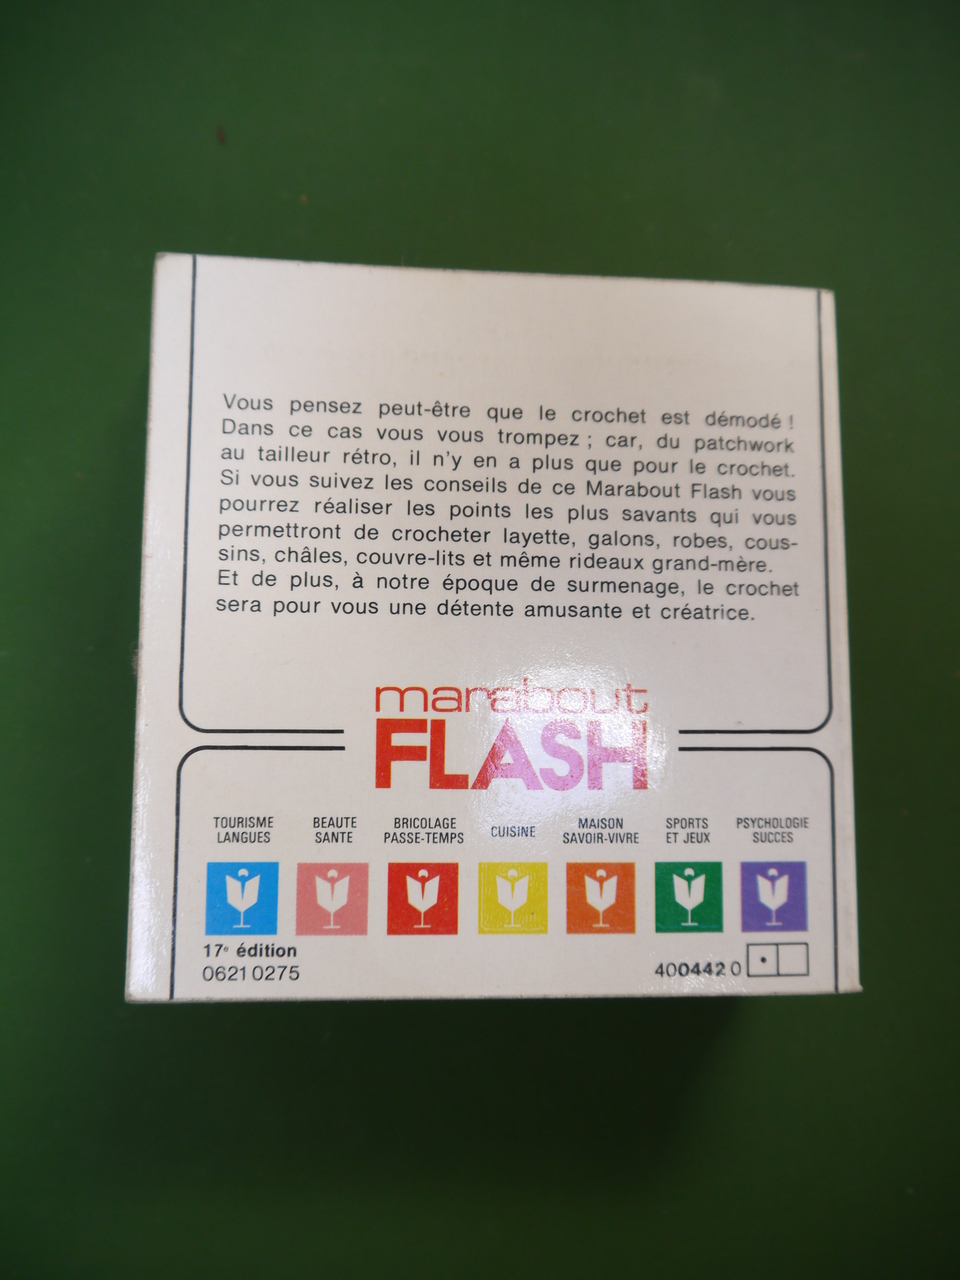 Vous pensez peut-être que le crochet est démodé !
Dans ce cas vous vous trompez ; car, du patchwork
au tailleur rétro, il n'y en a plus que pour le crochet.
Si vous suivez les conseils de ce Marabout Flash vous
pourrez réaliser les points les plus savants qui vous
permettront de crocheter layette, galons, robes, cous-
sins, châles, couvre-lits et même rideaux grand-mère.
Et de plus, à notre époque de surmenage, le crochet
sera pour vous une détente amusante et créatrice.
marabout
FLASH
TOURISME
LANGUES
BEAUTE
SANTE
BRICOLAGE
PASSE-TEMPS
CUISINE
MAISON
SAVOIR-VIVRE
SPORTS
ET JEUX
PSYCHOLOGIE
SUCCES
17e édition
0621 0275
400442 0